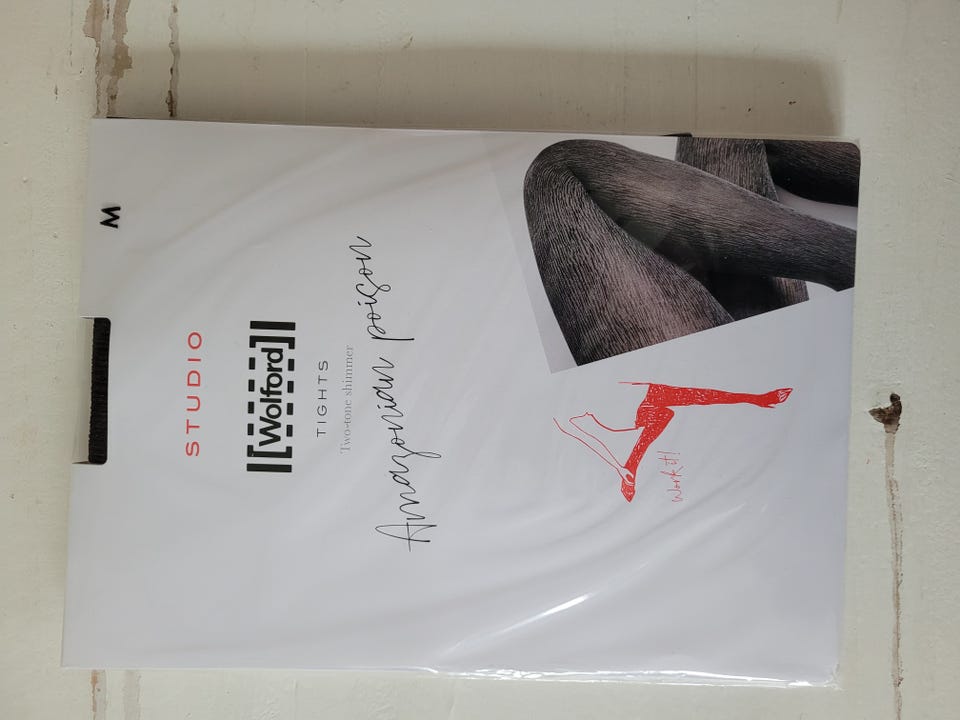 M
STUDIO
Wolford
TIGHTS
Two-tone shimmer
Amazonian poison
Work it!